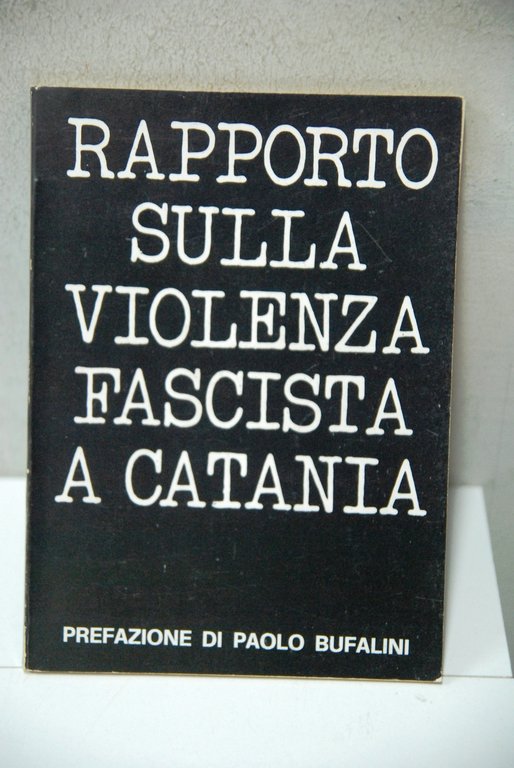 RAPPORTO
SULLA
VIOLENZA
FASCISTA
A CATANIA
PREFAZIONE DI PAOLO BUFALINI